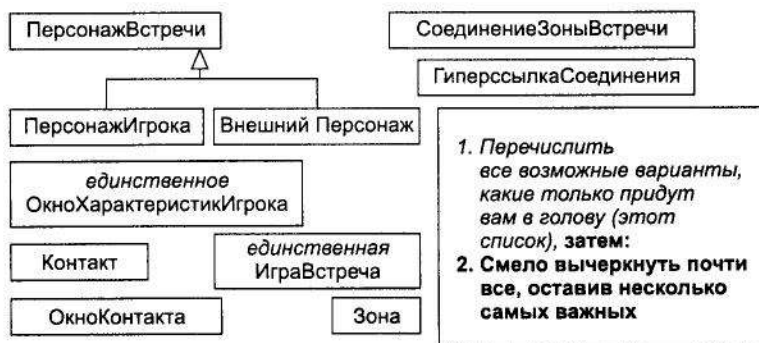 ПерсонажВстречи
СоединениеЗоныВстречи
ГиперссылкаСоединения
ПерсонажИгрока
Внешний Персонаж
единственное
ОкноХарактеристикИгрока
Контакт
единственная
ИграВстреча
ОкноКонтакта
Зона
1. Перечислить
все возможные варианты,
какие только придут
вам в голову (этот
список), затем:
2. Смело вычеркнуть почти
все, оставив несколько
самых важных